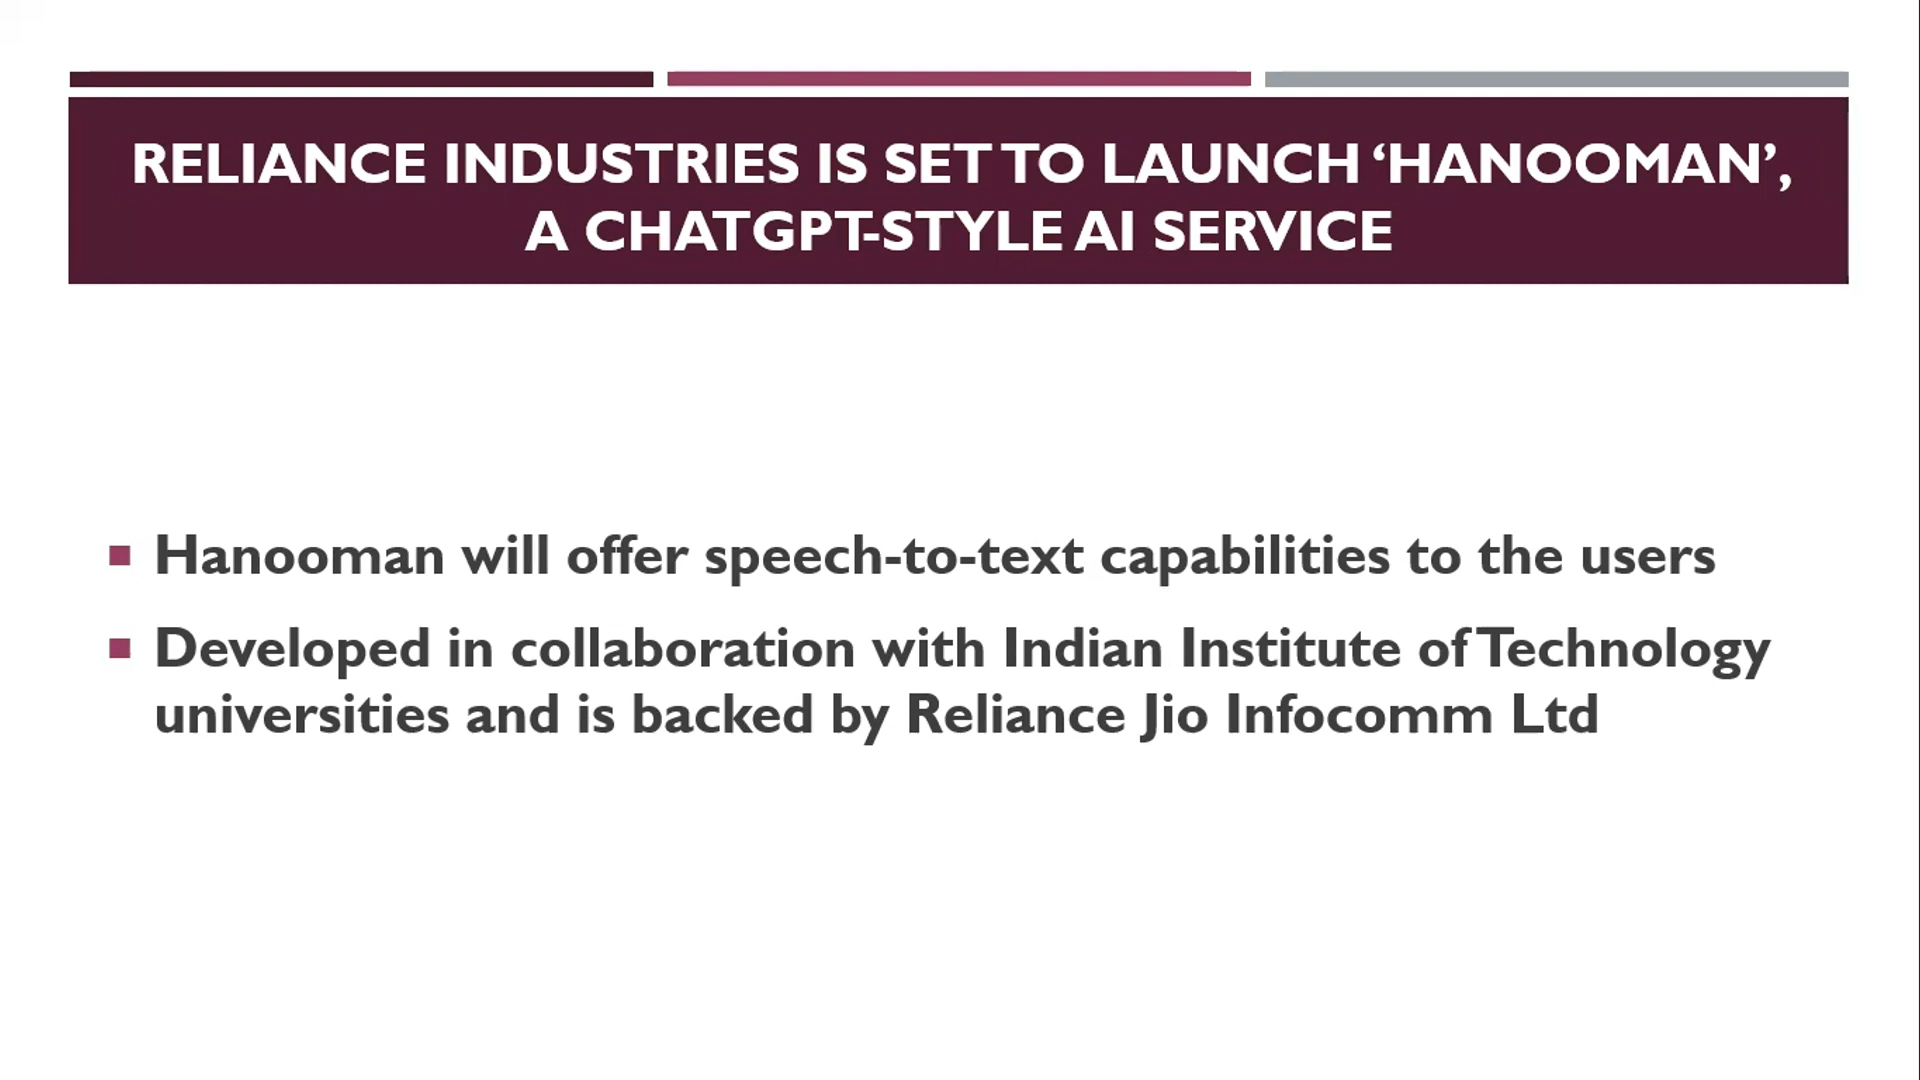 RELIANCE INDUSTRIES IS SET TO LAUNCH ‘HANOOMAN’,
A CHATGPT-STYLE AI SERVICE
Hanooman will offer speech-to-text capabilities to the users
Developed in collaboration with Indian Institute of Technology
universities and is backed by Reliance Jio Infocomm Ltd